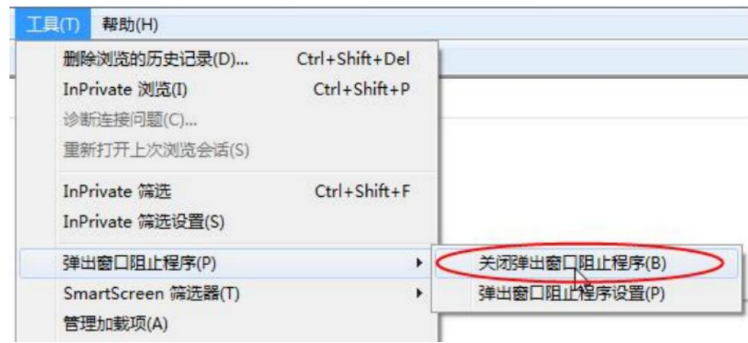 工具(T) 帮助(H)
删除浏览的历史记录(D)... Ctrl+Shift+Del
InPrivate 浏览(I) Ctrl+Shift+P
诊断连接问题(C)...
重新打开上次浏览会话(S)
InPrivate 筛选 Ctrl+Shift+F
InPrivate 筛选设置(S)
弹出窗口阻止程序(P) 关闭弹出窗口阻止程序(B)
SmartScreen 筛选器(T) 弹出窗口阻止程序设置(P)
管理加载项(A)